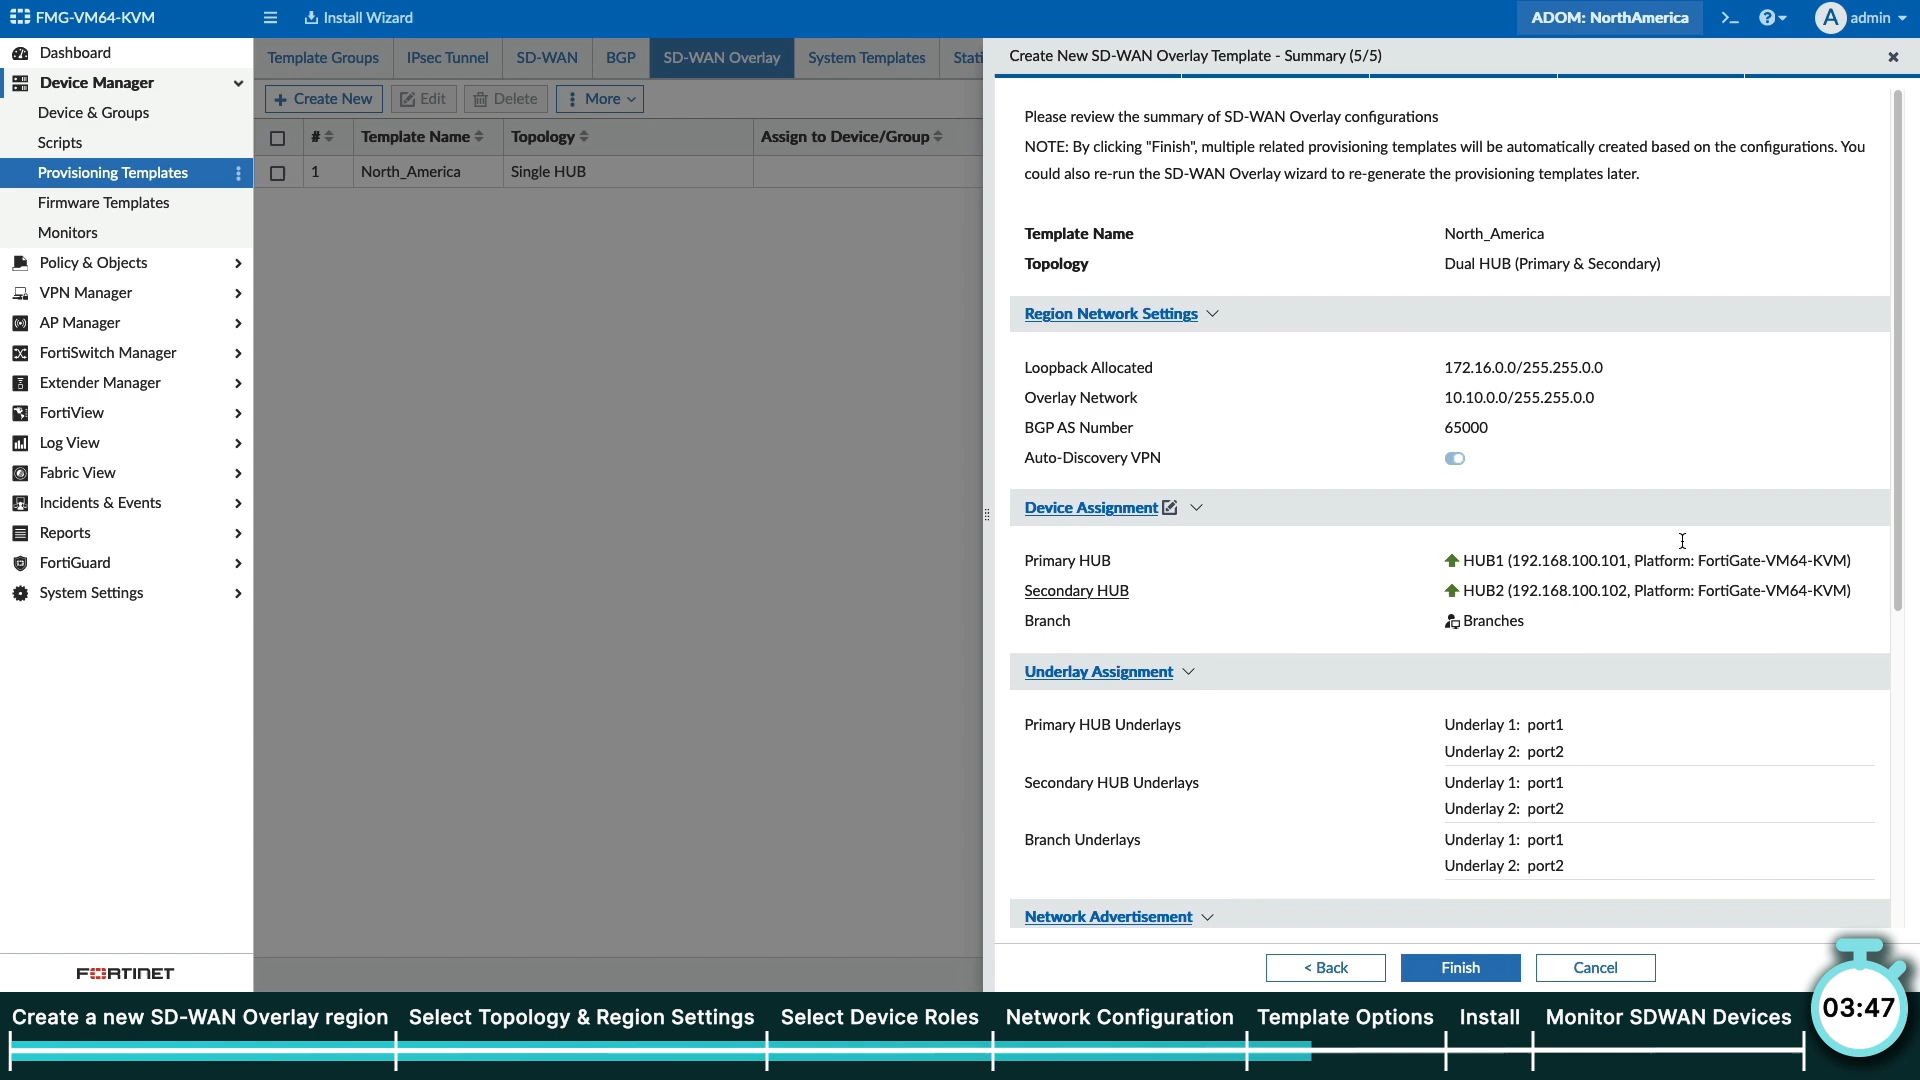 FMG-VM64-KVM
Install Wizard
ADOM: NorthAmerica
A admin
Dashboard
Device Manager
Device & Groups
Scripts
Provisioning Templates
Firmware Templates
Monitors
Policy & Objects
VPN Manager
AP Manager
FortiSwitch Manager
Extender Manager
FortiView
Log View
Fabric View
Incidents & Events
Reports
FortiGuard
System Settings
FORTINET
Template Groups IPsec Tunnel SD-WAN BGP SD-WAN Overlay System Templates Stati
Create New Edit Delete More
# Template Name Topology Assign to Device/Group
1 North_America Single HUB
Create New SD-WAN Overlay Template - Summary (5/5)
Please review the summary of SD-WAN Overlay configurations
NOTE: By clicking "Finish", multiple related provisioning templates will be automatically created based on the configurations. You
could also re-run the SD-WAN Overlay wizard to re-generate the provisioning templates later.
Template Name North_America
Topology Dual HUB (Primary & Secondary)
Region Network Settings
Loopback Allocated 172.16.0.0/255.255.0.0
Overlay Network 10.10.0.0/255.255.0.0
BGP AS Number 65000
Auto-Discovery VPN
Device Assignment
Primary HUB HUB1 (192.168.100.101, Platform: FortiGate-VM64-KVM)
Secondary HUB HUB2 (192.168.100.102, Platform: FortiGate-VM64-KVM)
Branch Branches
Underlay Assignment
Primary HUB Underlays Underlay 1: port1
Underlay 2: port2
Secondary HUB Underlays Underlay 1: port1
Underlay 2: port2
Branch Underlays Underlay 1: port1
Underlay 2: port2
Network Advertisement
< Back Finish Cancel
Create a new SD-WAN Overlay region Select Topology & Region Settings Select Device Roles Network Configuration Template Options Install Monitor SDWAN Devices
03:47